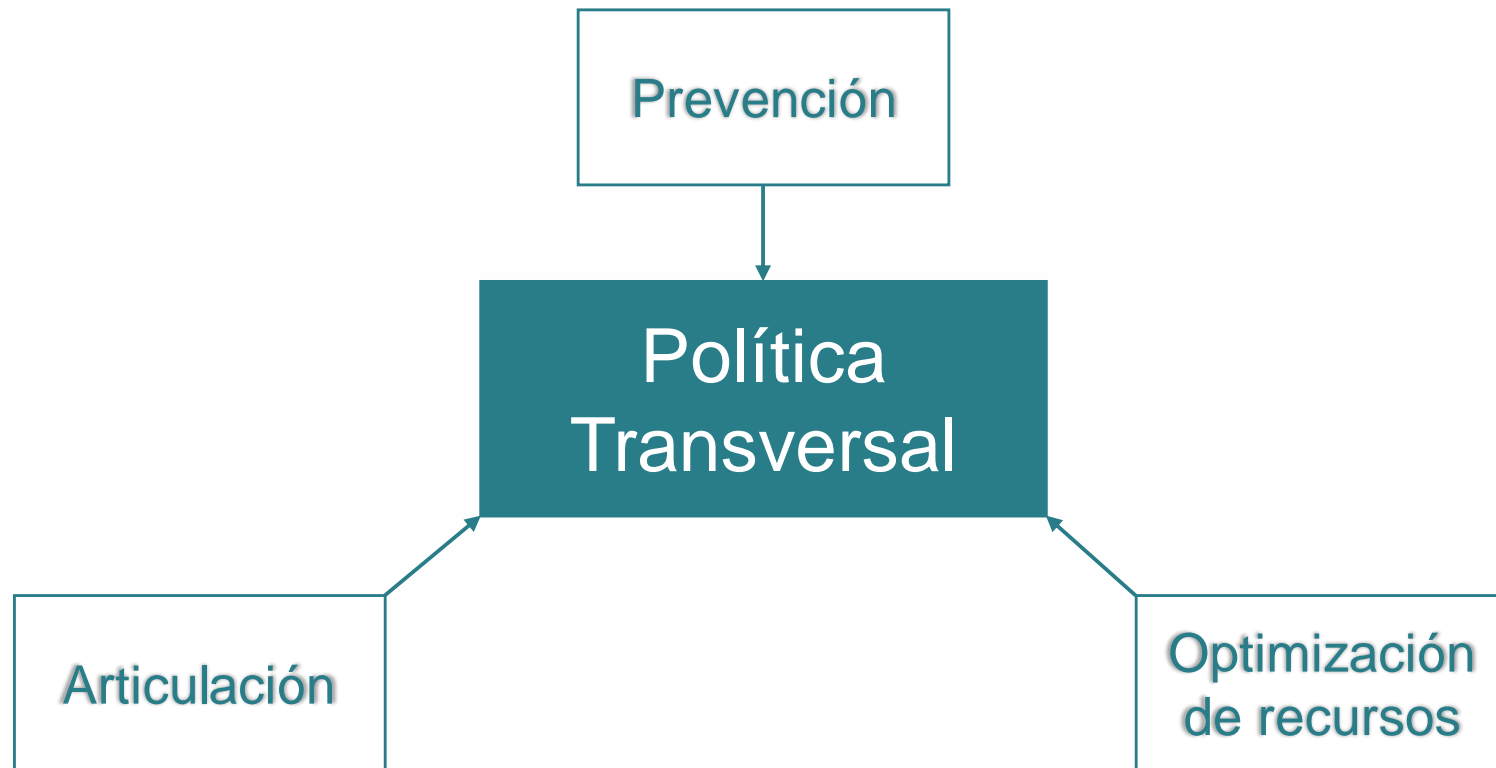 Prevención
Política
Transversal
Articulación
Optimización
de recursos